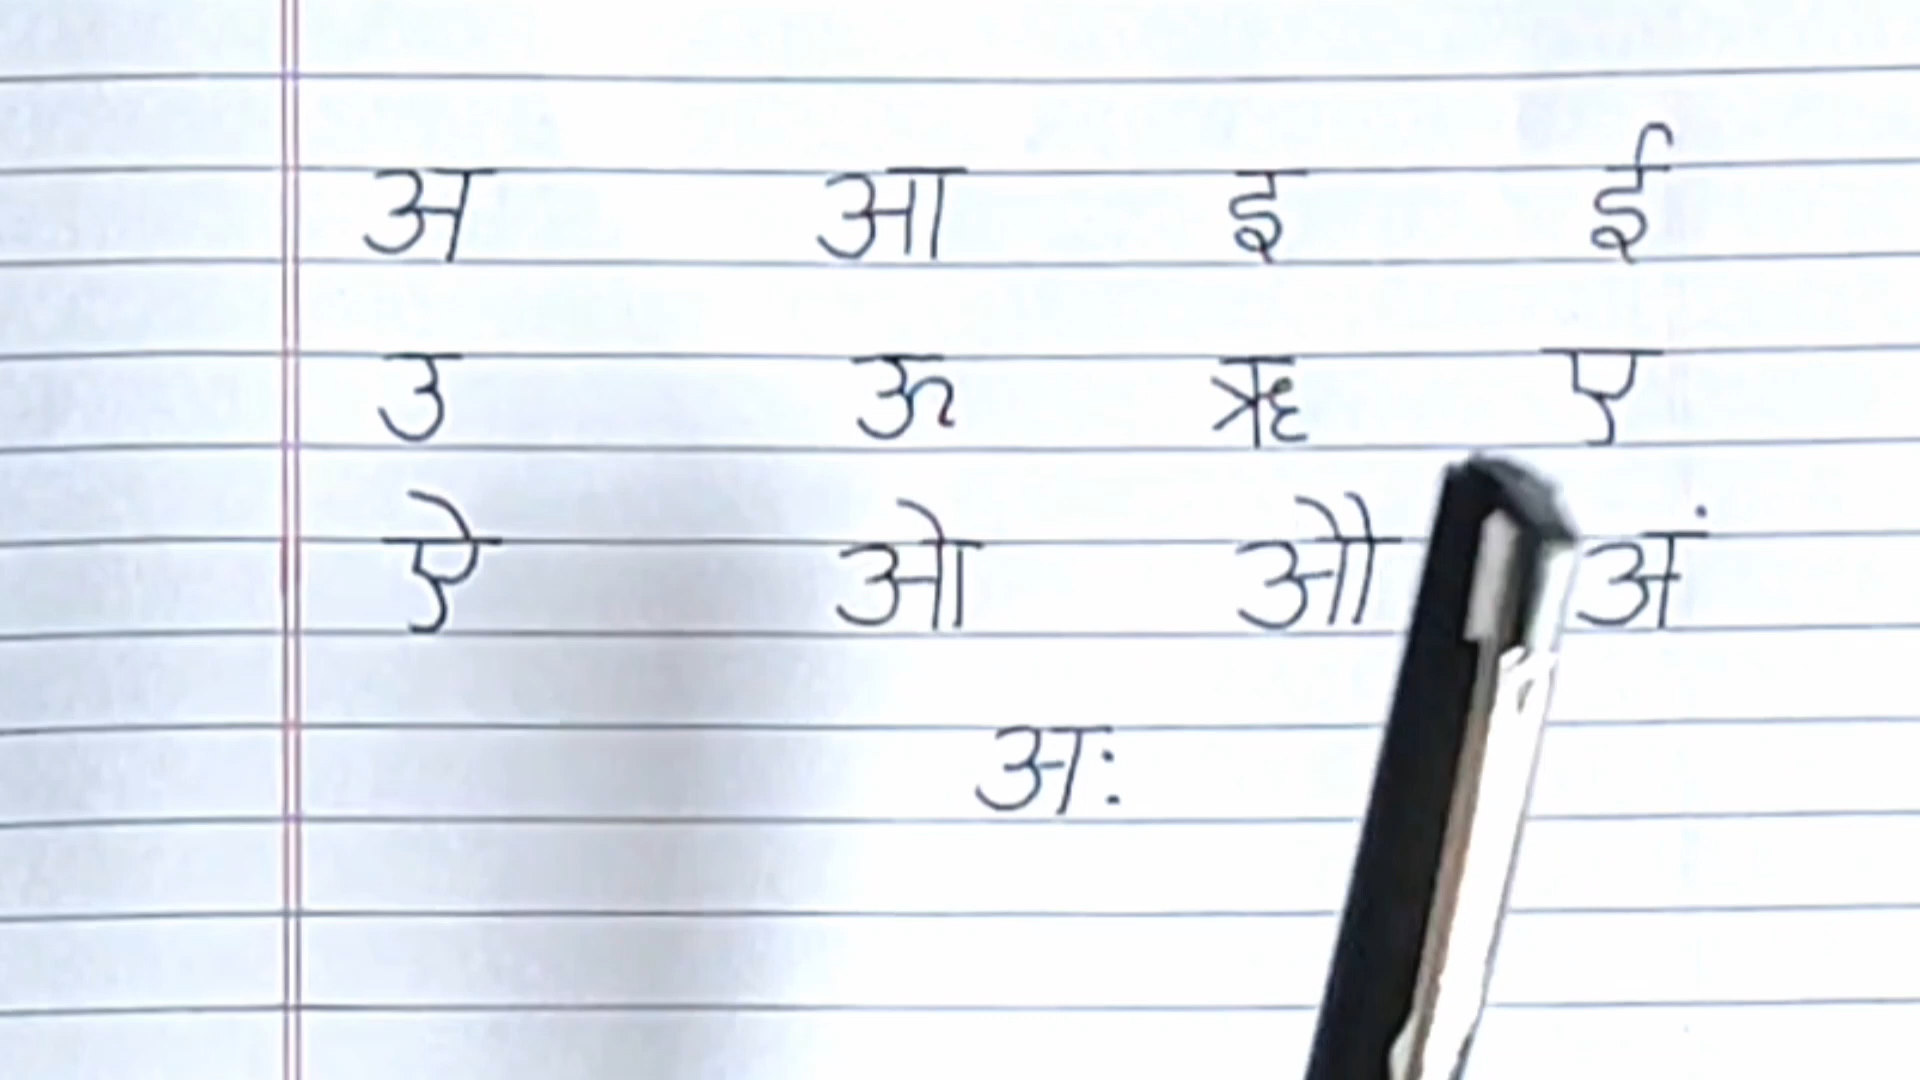 अ आ इ ई
उ ऊ ऋ ए
ऐ ओ औ अं
अः